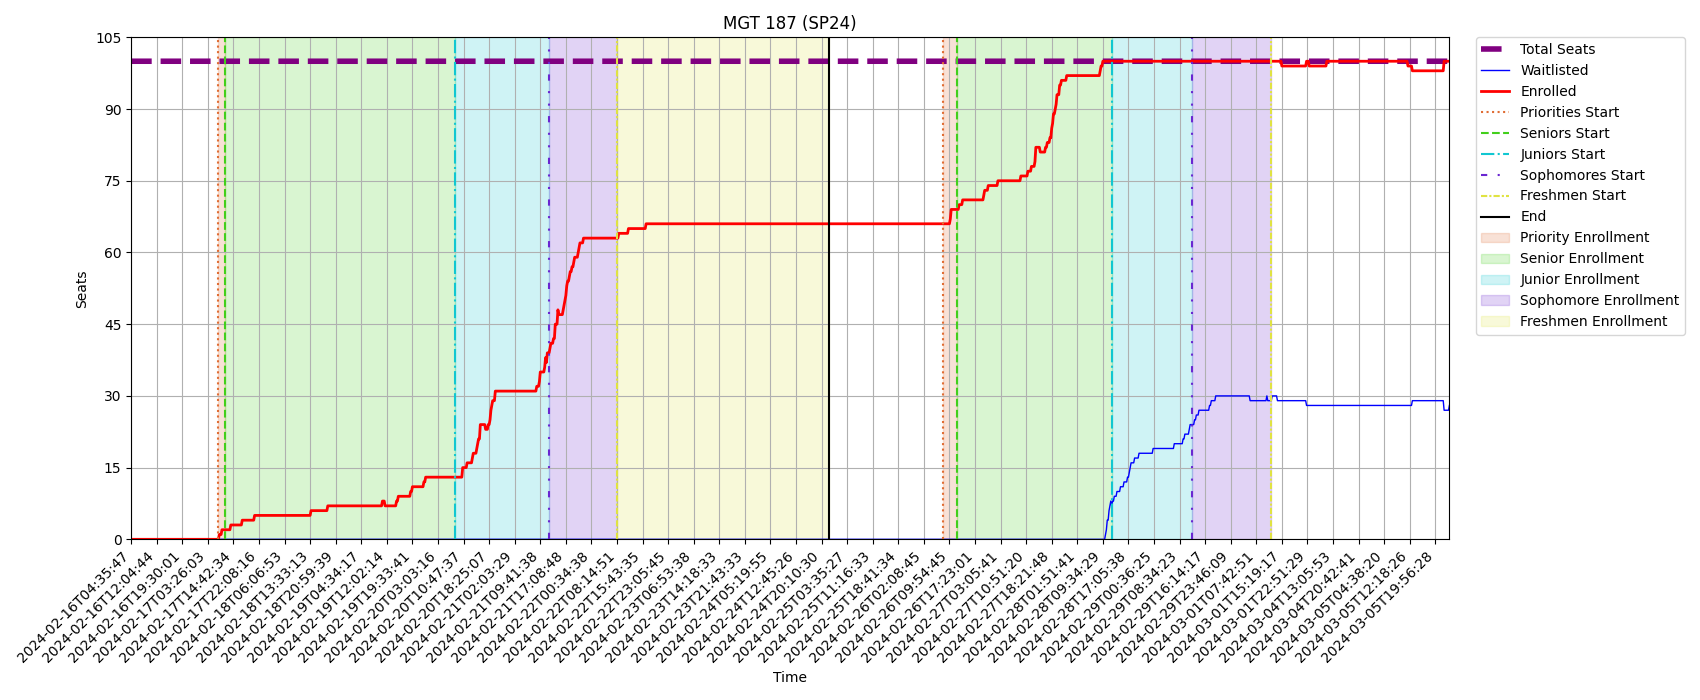 MGT 187 (SP24)
105
90
75
60
45
30
15
0
Seats
2024-02-16T04:35:47
2024-02-16T12:04:44
2024-02-16T19:30:01
2024-02-17T03:26:03
2024-02-17T14:42:34
2024-02-17T22:08:16
2024-02-18T06:06:53
2024-02-18T13:33:13
2024-02-18T20:59:39
2024-02-19T04:34:17
2024-02-19T12:02:14
2024-02-19T19:33:41
2024-02-20T03:03:16
2024-02-20T10:47:37
2024-02-20T18:25:07
2024-02-21T02:03:29
2024-02-21T09:41:38
2024-02-21T17:08:48
2024-02-22T00:34:38
2024-02-22T08:14:51
2024-02-22T15:43:35
2024-02-22T23:05:45
2024-02-23T06:53:38
2024-02-23T14:18:33
2024-02-23T21:43:33
2024-02-24T05:19:55
2024-02-24T12:45:26
2024-02-24T20:10:30
2024-02-25T03:35:27
2024-02-25T11:16:33
2024-02-25T18:41:34
2024-02-26T02:08:45
2024-02-26T09:54:45
2024-02-26T17:23:01
2024-02-27T03:05:41
2024-02-27T10:51:20
2024-02-27T18:21:48
2024-02-28T01:51:41
2024-02-28T09:34:29
2024-02-28T17:05:38
2024-02-29T00:36:25
2024-02-29T08:34:23
2024-02-29T16:14:17
2024-02-29T23:46:09
2024-03-01T07:42:51
2024-03-01T15:19:17
2024-03-01T22:51:29
2024-03-04T13:05:53
2024-03-04T20:42:41
2024-03-05T04:38:20
2024-03-05T12:18:26
2024-03-05T19:56:28
Time
Total Seats
Waitlisted
Enrolled
Priorities Start
Seniors Start
Juniors Start
Sophomores Start
Freshmen Start
End
Priority Enrollment
Senior Enrollment
Junior Enrollment
Sophomore Enrollment
Freshmen Enrollment